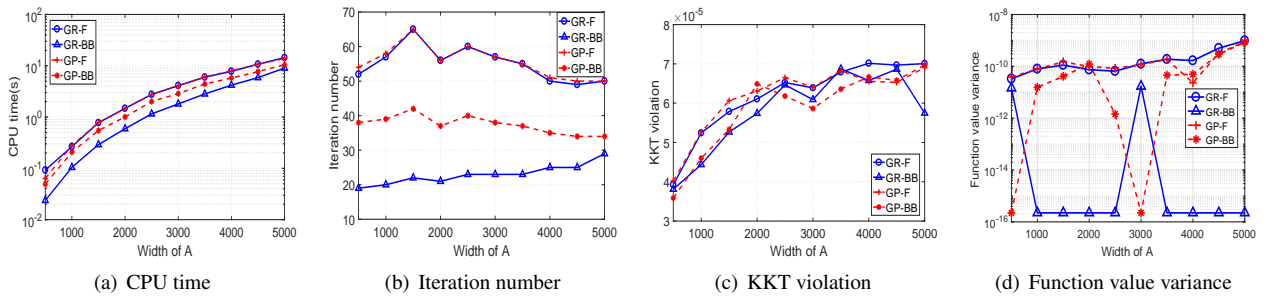 10^2
10^1
10^0
10^-1
10^-2
CPU time(s)
GR-F
GR-BB
GP-F
GP-BB
1000 2000 3000 4000 5000
Width of A
(a) CPU time
70
60
50
40
30
20
10
Iteration number
GR-F
GR-BB
GP-F
GP-BB
1000 2000 3000 4000 5000
Width of A
(b) Iteration number
×10^-5
8
7
6
5
4
3
KKT violation
GR-F
GR-BB
GP-F
GP-BB
1000 2000 3000 4000 5000
Width of A
(c) KKT violation
10^-8
10^-10
10^-12
10^-14
10^-16
Function value variance
GR-F
GR-BB
GP-F
GP-BB
1000 2000 3000 4000 5000
Width of A
(d) Function value variance